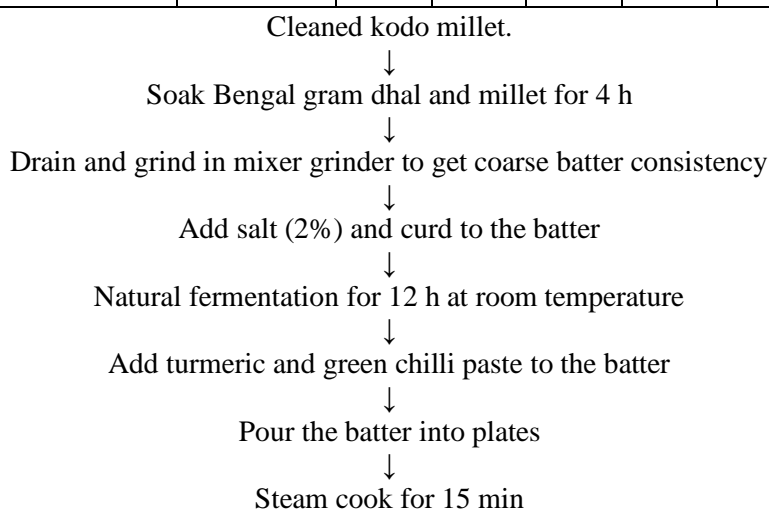 Cleaned kodo millet.
↓
Soak Bengal gram dhal and millet for 4 h
↓
Drain and grind in mixer grinder to get coarse batter consistency
↓
Add salt (2%) and curd to the batter
↓
Natural fermentation for 12 h at room temperature
↓
Add turmeric and green chilli paste to the batter
↓
Pour the batter into plates
↓
Steam cook for 15 min